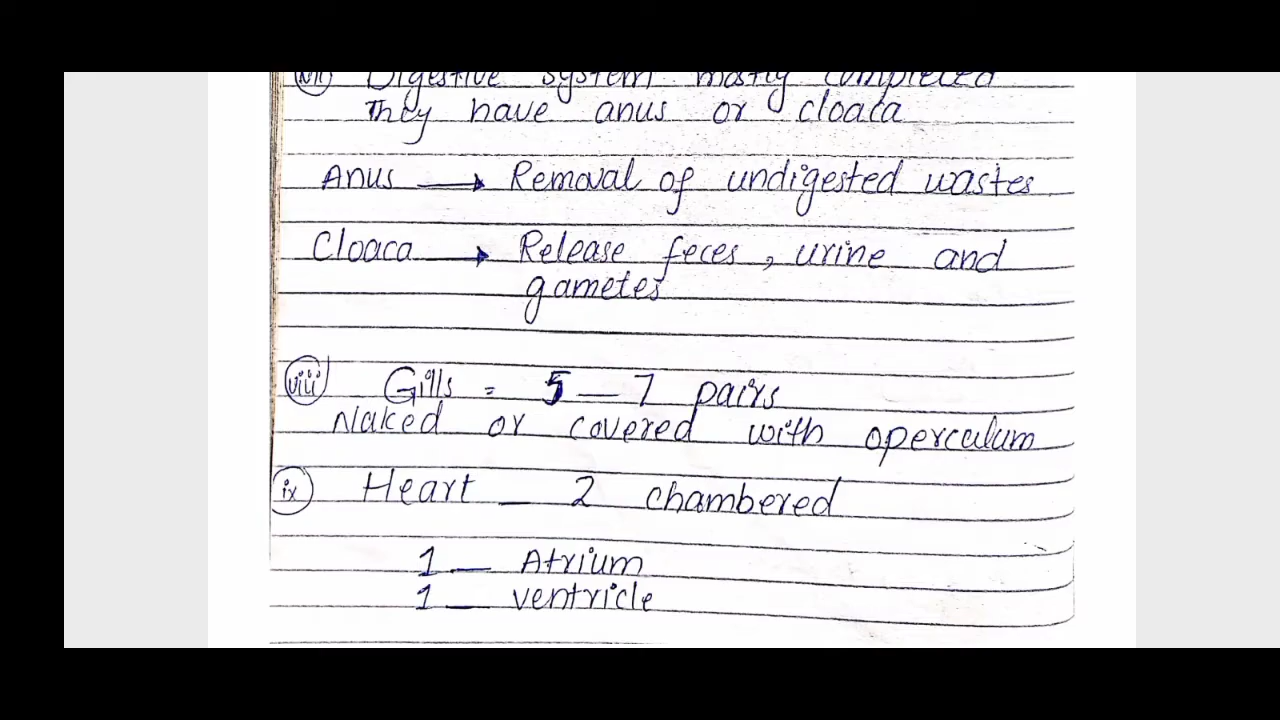 (vii) Digestive system mostly completed
They have anus or cloaca
Anus → Removal of undigested wastes
Cloaca → Release feces, urine and
gametes
(viii) Gills = 5 — 7 pairs
Naked or covered with operculum
(ix) Heart — 2 chambered
1 — Atrium
1 — ventricle